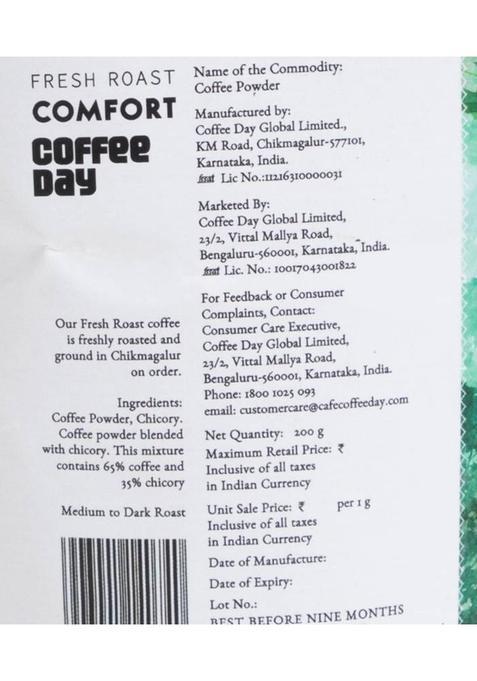 FRESH ROAST
COMFORT
COFFEE
DAY
Our Fresh Roast coffee
is freshly roasted and
ground in Chikmagalur
on order.
Ingredients:
Coffee Powder, Chicory.
Coffee powder blended
with chicory. This mixture
contains 65% coffee and
35% chicory
Medium to Dark Roast
Name of the Commodity:
Coffee Powder
Manufactured by:
Coffee Day Global Limited.,
KM Road, Chikmagalur-577101,
Karnataka, India.
fssai Lic No.:11216310000031
Marketed By:
Coffee Day Global Limited,
23/2, Vittal Mallya Road,
Bengaluru-560001, Karnataka, India.
fssai Lic. No.: 10017043001822
For Feedback or Consumer
Complaints, Contact:
Consumer Care Executive,
Coffee Day Global Limited,
23/2, Vittal Mallya Road,
Bengaluru-560001, Karnataka, India.
Phone: 1800 1025 093
email: customercare@cafecoffeeday.com
Net Quantity: 200 g
Maximum Retail Price: ₹
Inclusive of all taxes
in Indian Currency
Unit Sale Price: ₹ per 1 g
Inclusive of all taxes
in Indian Currency
Date of Manufacture:
Date of Expiry:
Lot No.:
BEST BEFORE NINE MONTHS